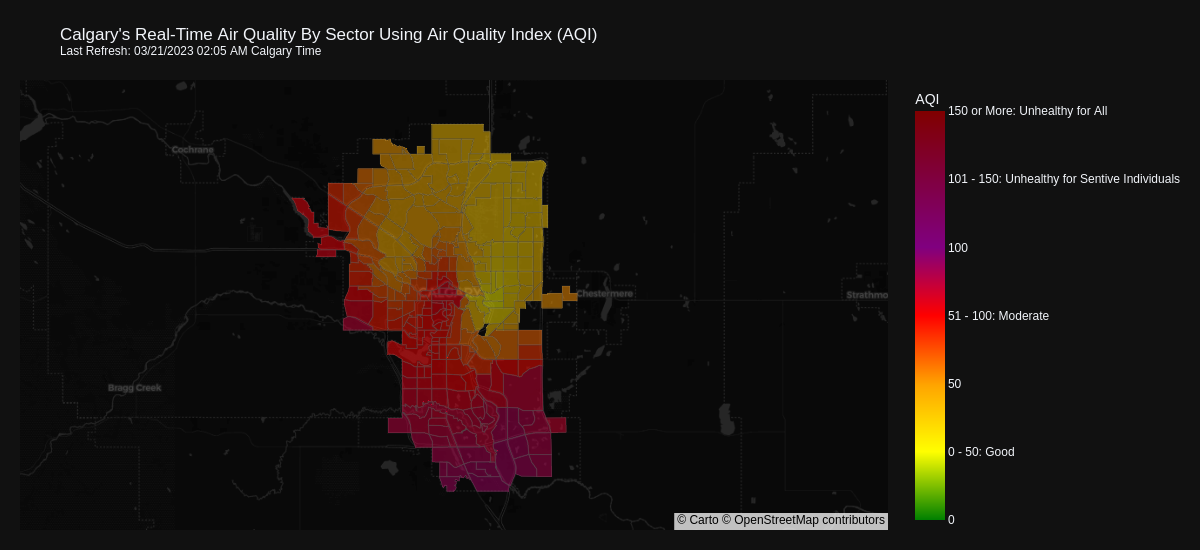 Calgary's Real-Time Air Quality By Sector Using Air Quality Index (AQI)
Last Refresh: 03/21/2023 02:05 AM Calgary Time
AQI
150 or More: Unhealthy for All
Cochrane
101 - 150: Unhealthy for Sentive Individuals
100
CALGARY
Chestermere
Strathmo
51 - 100: Moderate
50
Bragg Creek
0 - 50: Good
© Carto © OpenStreetMap contributors
0